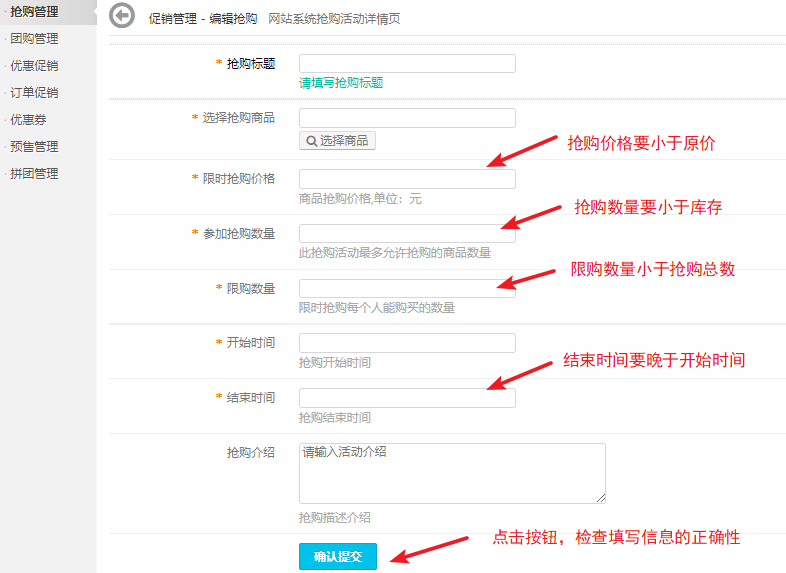 抢购管理
团购管理
优惠促销
订单促销
优惠券
预售管理
拼团管理
促销管理 - 编辑抢购 网站系统抢购活动详情页
* 抢购标题
请填写抢购标题
* 选择抢购商品
选择商品
抢购价格要小于原价
* 限时抢购价格
商品抢购价格,单位：元
抢购数量要小于库存
* 参加抢购数量
此抢购活动最多允许抢购的商品数量
限购数量小于抢购总数
* 限购数量
限时抢购每个人能购买的数量
* 开始时间
抢购开始时间
结束时间要晚于开始时间
* 结束时间
抢购结束时间
抢购介绍
请输入活动介绍
抢购描述介绍
点击按钮，检查填写信息的正确性
确认提交